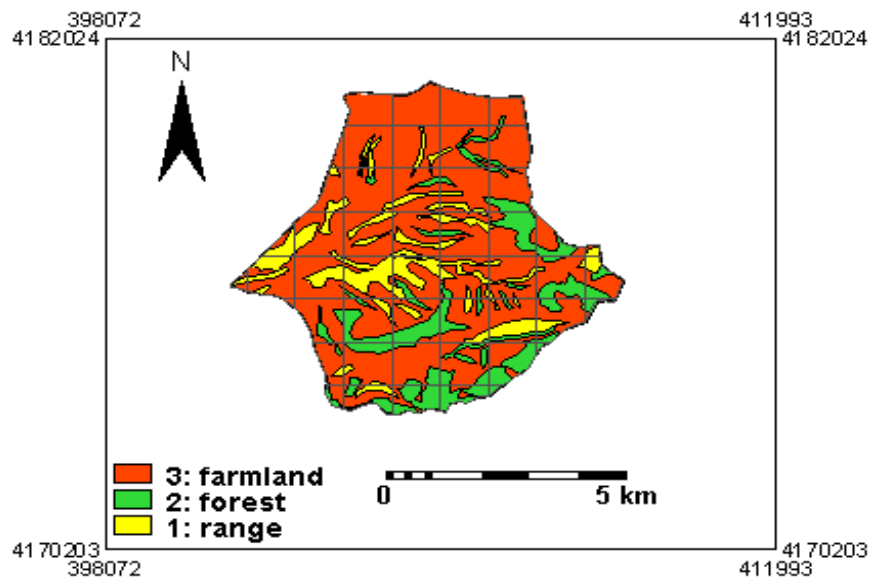 398072 411993
4182024 4182024
N
3: farmland
2: forest
1: range
0 5 km
4170203 4170203
398072 411993